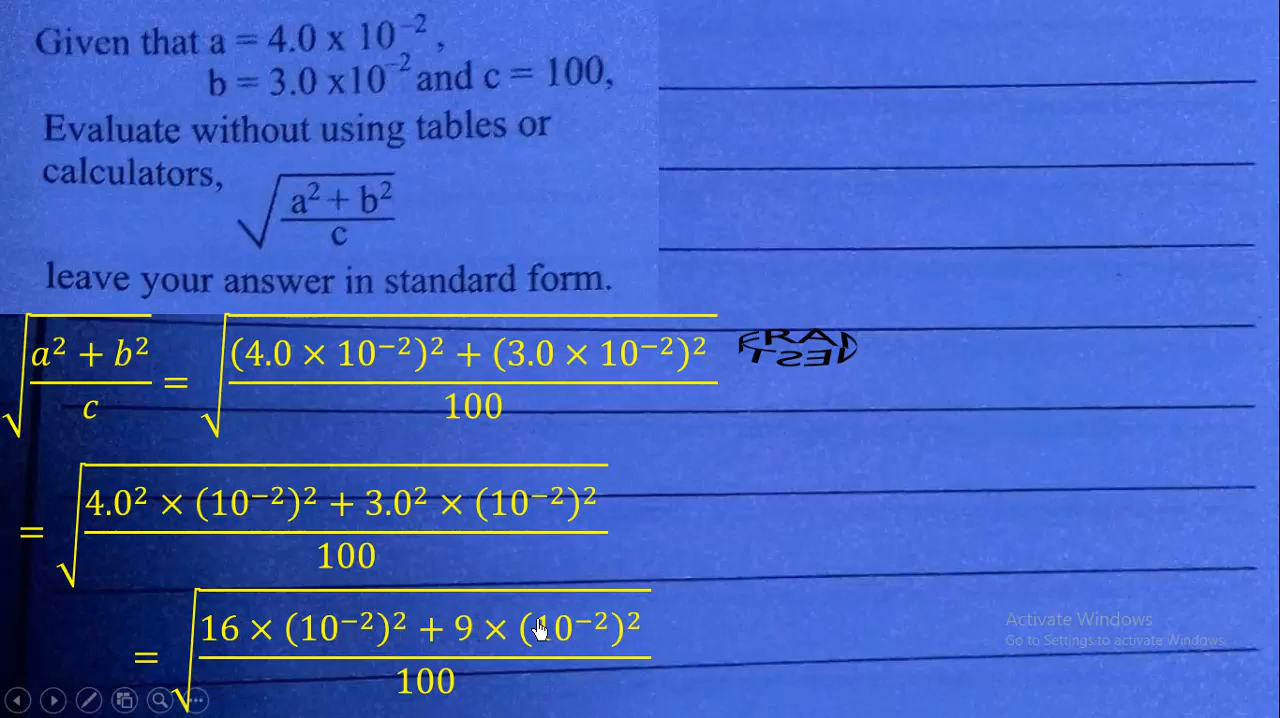 Given that a = 4.0 x 10⁻²,
b = 3.0 x10⁻² and c = 100,
Evaluate without using tables or
calculators,
√((a² + b²)/c)
leave your answer in standard form.
√((a² + b²)/c) = √(((4.0 × 10⁻²)² + (3.0 × 10⁻²)²)/100)
= √((4.0² × (10⁻²)² + 3.0² × (10⁻²)²)/100)
= √((16 × (10⁻²)² + 9 × (10⁻²)²)/100)
Activate Windows
Go to Settings to activate Windows.